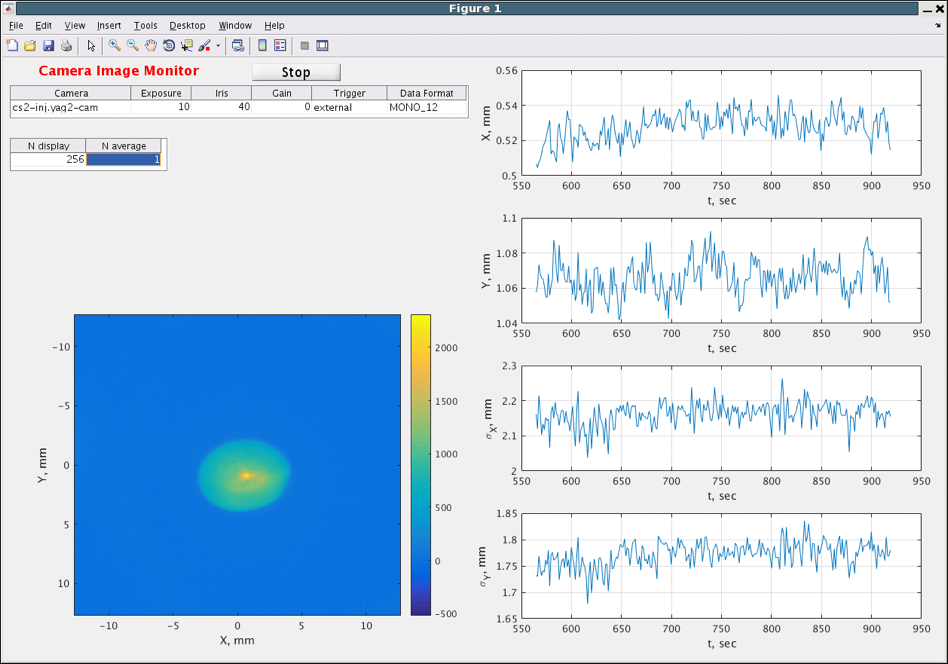 Figure 1
File Edit View Insert Tools Desktop Window Help
Camera Image Monitor
Stop
Camera Exposure Iris Gain Trigger Data Format
cs2-inj.yag2-cam 10 40 0 external MONO_12
N display N average
256 1
-10
-5
0
5
10
Y, mm
-10 -5 0 5 10
X, mm
2000
1500
1000
500
0
-500
0.56
0.54
0.52
0.5
X, mm
550 600 650 700 750 800 850 900 950
t, sec
1.1
1.08
1.06
1.04
Y, mm
550 600 650 700 750 800 850 900 950
t, sec
2.3
2.2
2.1
2
σX, mm
550 600 650 700 750 800 850 900 950
t, sec
1.85
1.8
1.75
1.7
1.65
σY, mm
550 600 650 700 750 800 850 900 950
t, sec